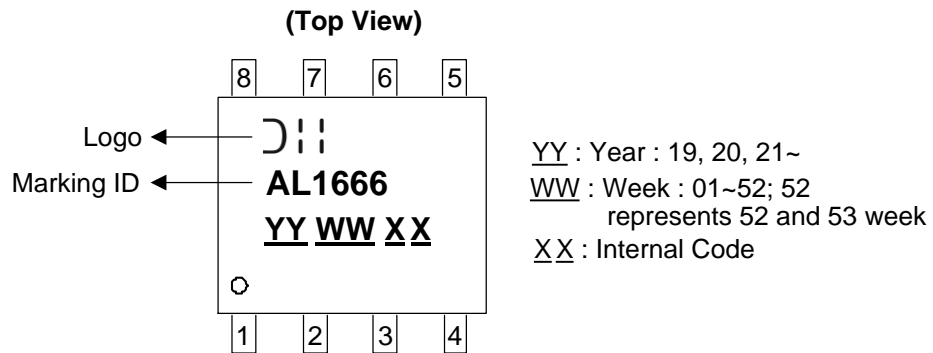 (Top View)
8 7 6 5
Logo
Marking ID
AL1666
YY WW X X
YY : Year : 19, 20, 21~
WW : Week : 01~52; 52
represents 52 and 53 week
X X : Internal Code
1 2 3 4